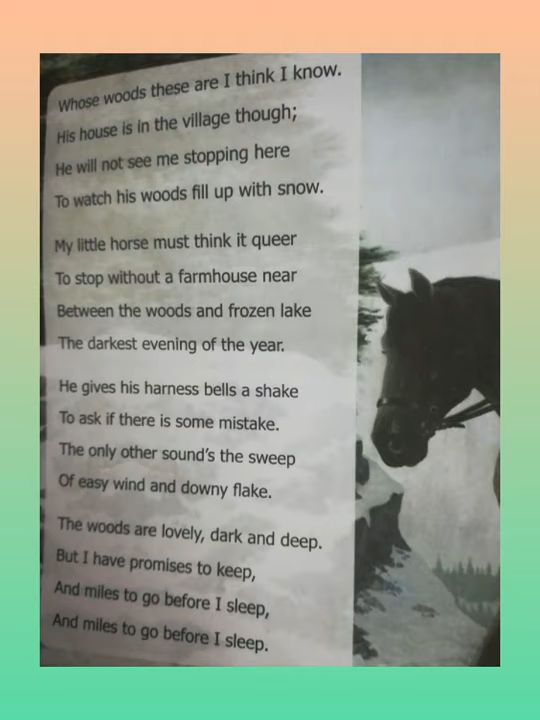 Whose woods these are I think I know.
His house is in the village though;
He will not see me stopping here
To watch his woods fill up with snow.
My little horse must think it queer
To stop without a farmhouse near
Between the woods and frozen lake
The darkest evening of the year.
He gives his harness bells a shake
To ask if there is some mistake.
The only other sound's the sweep
Of easy wind and downy flake.
The woods are lovely, dark and deep.
But I have promises to keep,
And miles to go before I sleep,
And miles to go before I sleep.